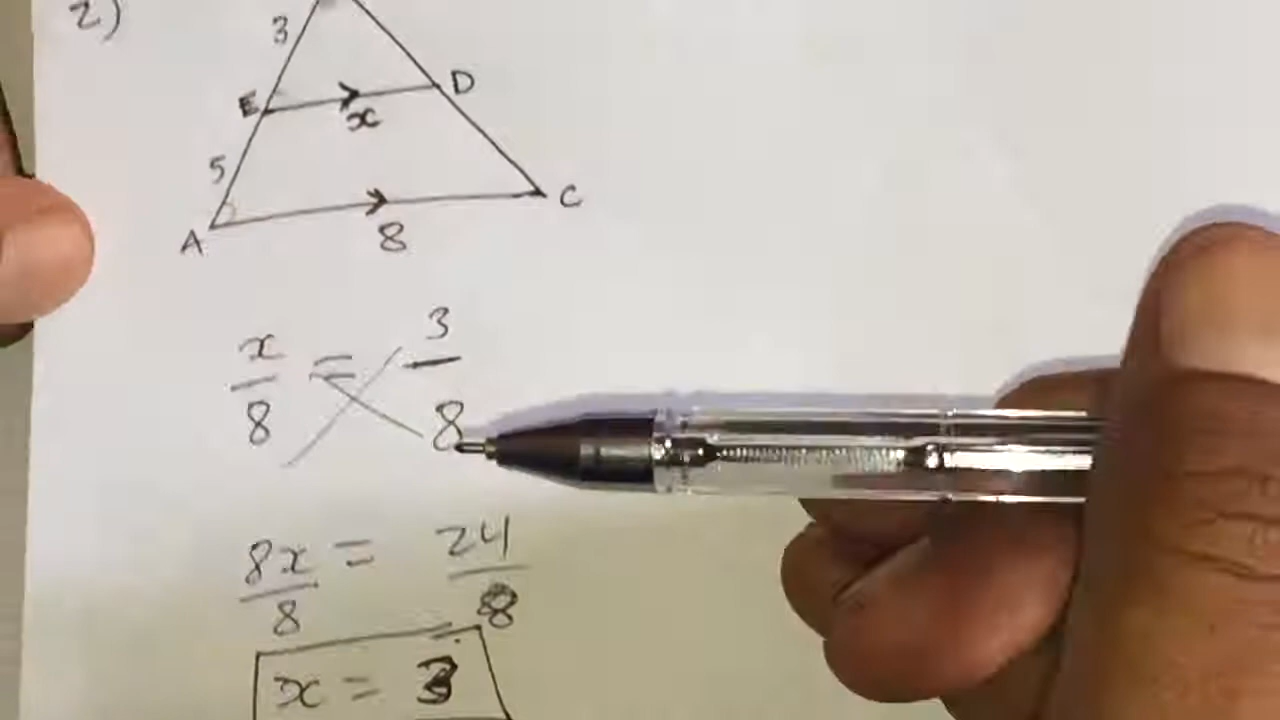 2)
3
E
D
x
5
C
A
8
x/8 = 3/8
8x/8 = 24/8
x = 3